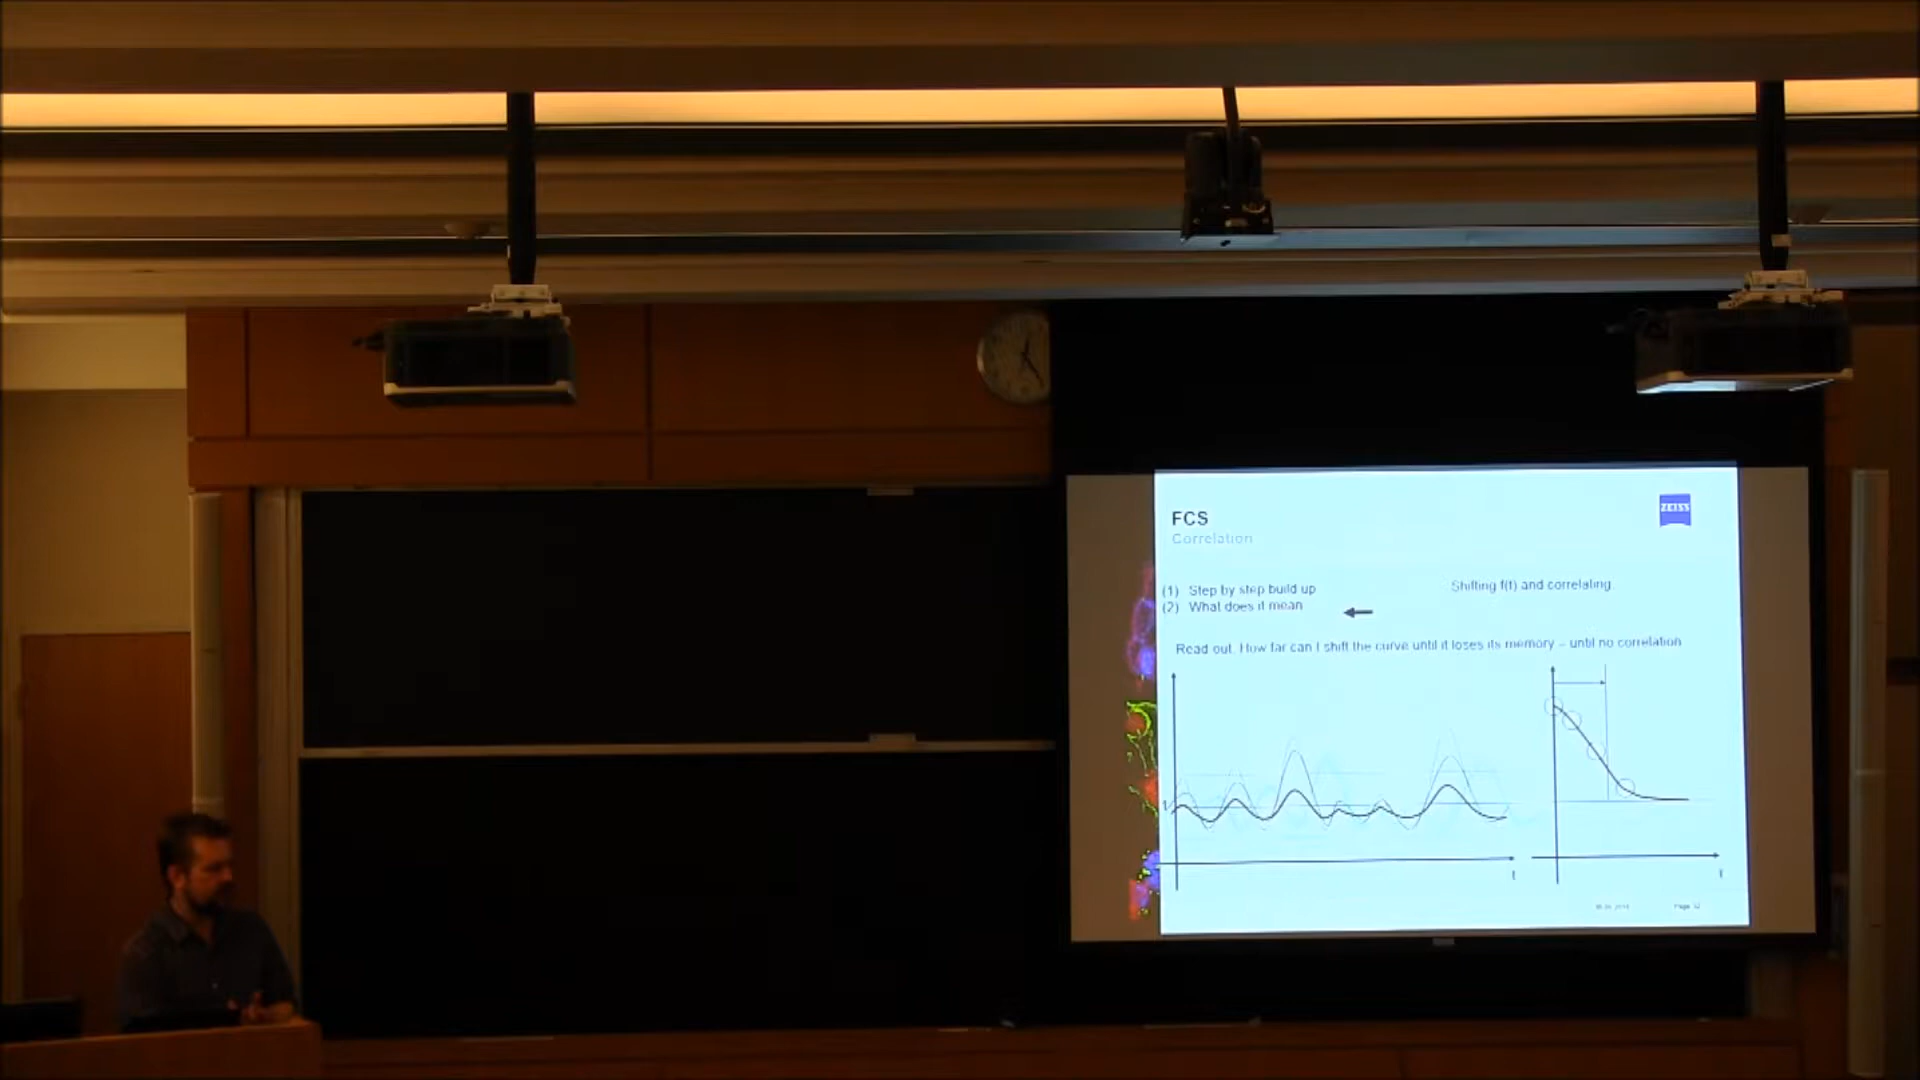 FCS
ZEISS
Correlation
(1) Step by step build up
Shifting f(t) and correlating
(2) What does it mean
Read out. How far can I shift the curve until it loses its memory – until no correlation
t
Page